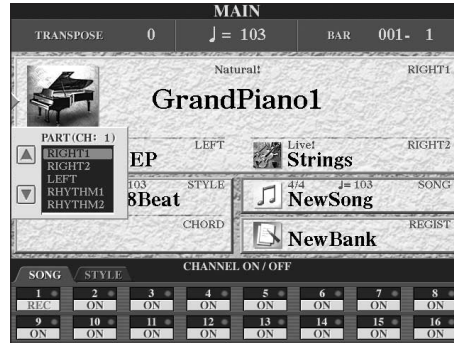 MAIN
TRANSPOSE 0 ♩= 103 BAR 001- 1
Natural! RIGHT1
GrandPiano1
PART(CH: 1)
RIGHT1
RIGHT2
LEFT
RHYTHM1
RHYTHM2
LEFT
EP
Live! RIGHT2
Strings
103 STYLE
8Beat
4/4 ♩= 103 SONG
NewSong
CHORD
REGIST
NewBank
SONG STYLE CHANNEL ON / OFF
1 2 3 4 5 6 7 8
REC ON ON ON ON ON ON ON
9 10 11 12 13 14 15 16
ON ON ON ON ON ON ON ON